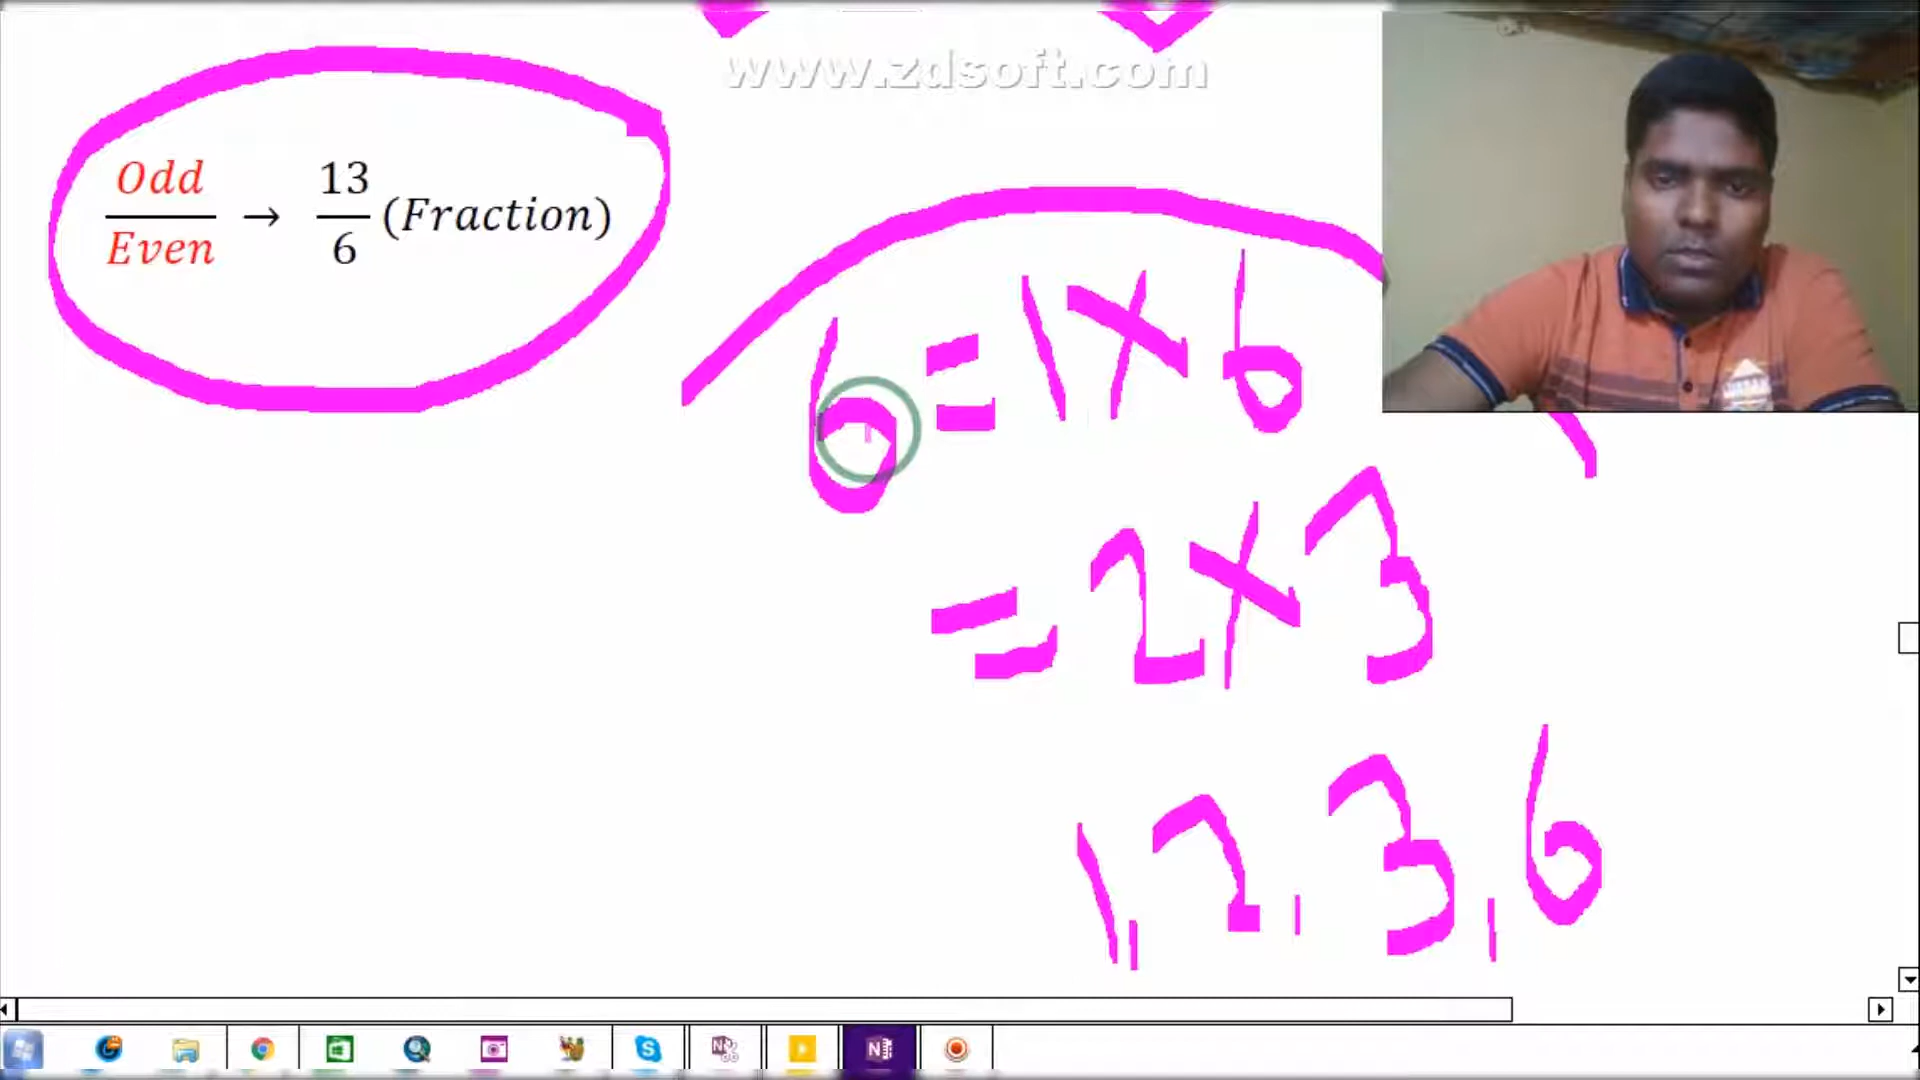 www.zdsoft.com
Odd/Even → 13/6 (Fraction)
6 = 1 × 6
= 2 × 3
1, 2, 3, 6